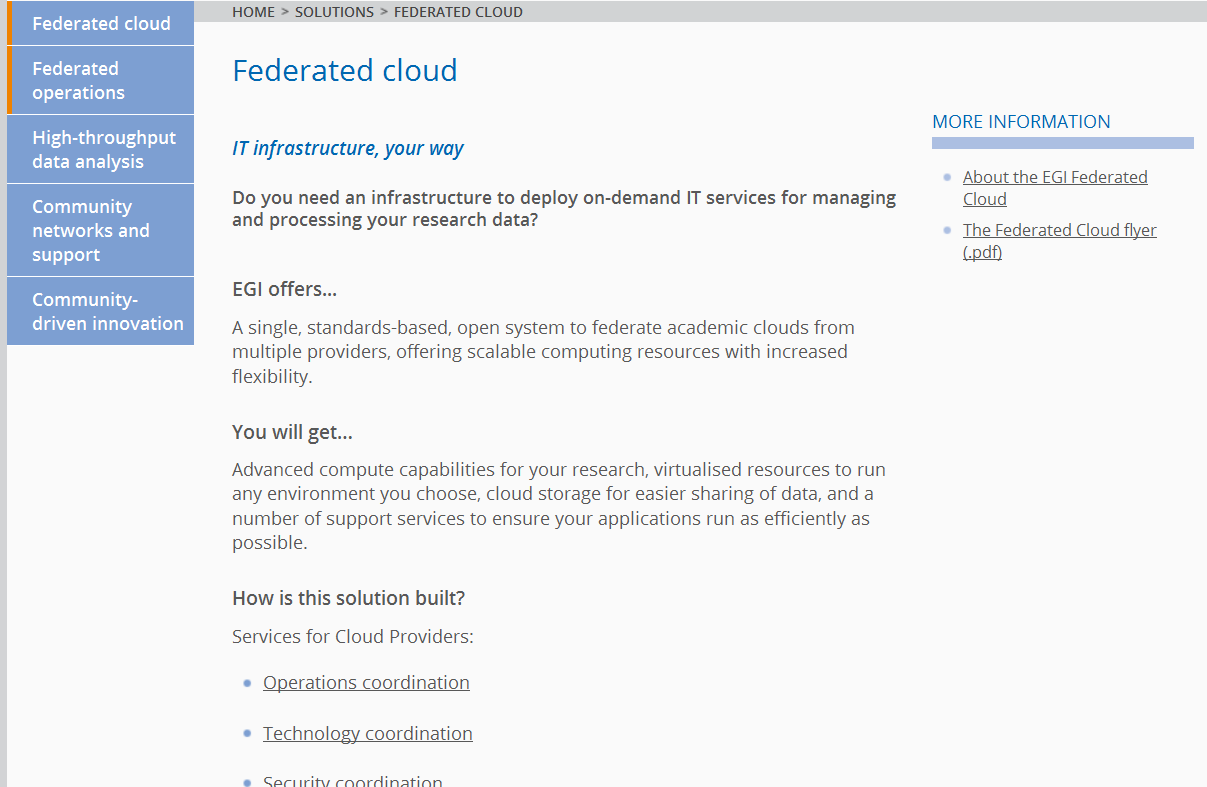 Federated cloud
Federated
operations
High-throughput
data analysis
Community
networks and
support
Community-
driven innovation
HOME > SOLUTIONS > FEDERATED CLOUD
Federated cloud
IT infrastructure, your way
Do you need an infrastructure to deploy on-demand IT services for managing
and processing your research data?
EGI offers...
A single, standards-based, open system to federate academic clouds from
multiple providers, offering scalable computing resources with increased
flexibility.
You will get...
Advanced compute capabilities for your research, virtualised resources to run
any environment you choose, cloud storage for easier sharing of data, and a
number of support services to ensure your applications run as efficiently as
possible.
How is this solution built?
Services for Cloud Providers:
Operations coordination
Technology coordination
Security coordination
MORE INFORMATION
About the EGI Federated
Cloud
The Federated Cloud flyer
(.pdf)